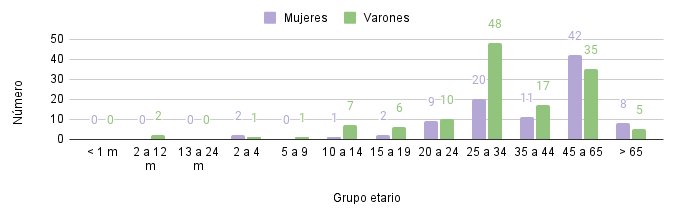 Mujeres Varones
Número
50
40
30
20
10
0
0 0 0 2 0 0 2 1 0 1 1 7 2 6 9 10 20 48 11 17 42 35 8 5
< 1 m 2 a 12 m 13 a 24 m 2 a 4 5 a 9 10 a 14 15 a 19 20 a 24 25 a 34 35 a 44 45 a 65 > 65
Grupo etario